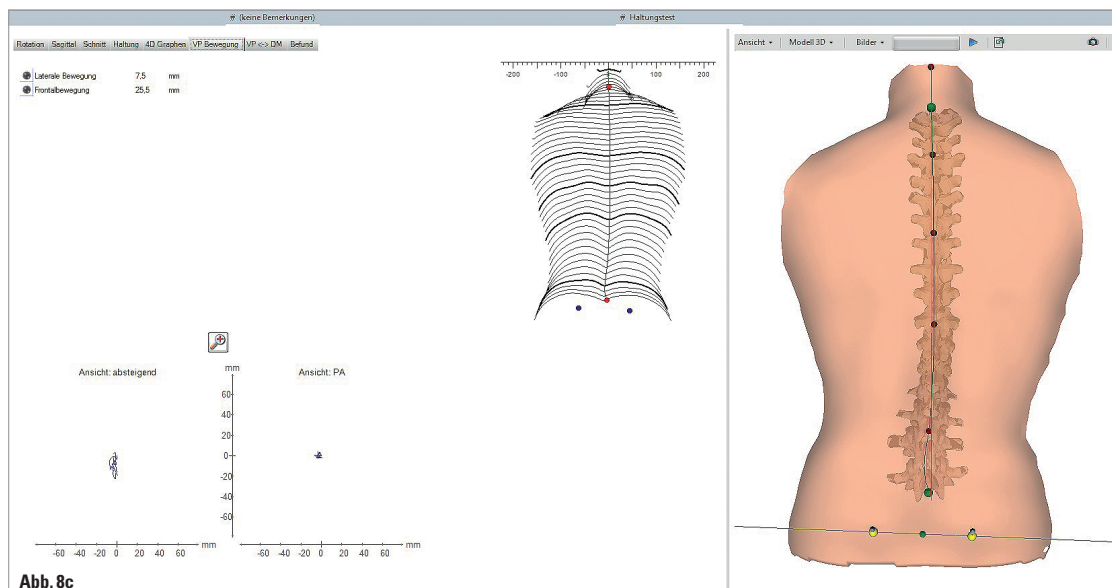 # (keine Bemerkungen) # Haltungstest
Rotation Sagittal Schnitt Haltung 4D Graphen VP Bewegung VP <-> DM Befund
Ansicht Modell 3D Bilder
Laterale Bewegung 7,5 mm
Frontalbewegung 25,5 mm
-200 -100 0 100 200
Ansicht: absteigend
mm
Ansicht: PA
60
40
20
0
-20
-40
-60
-60 -40 -20 0 20 40 60 mm
-60 -40 -20 0 20 40 60 mm
Abb. 8c